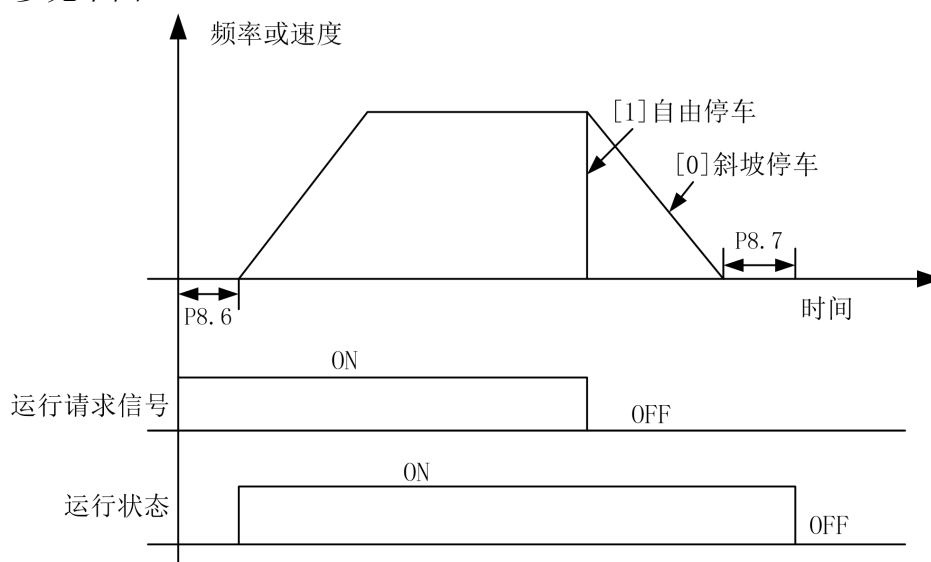 频率或速度
[1]自由停车
[0]斜坡停车
P8.7
时间
P8.6
ON
运行请求信号
OFF
ON
运行状态
OFF